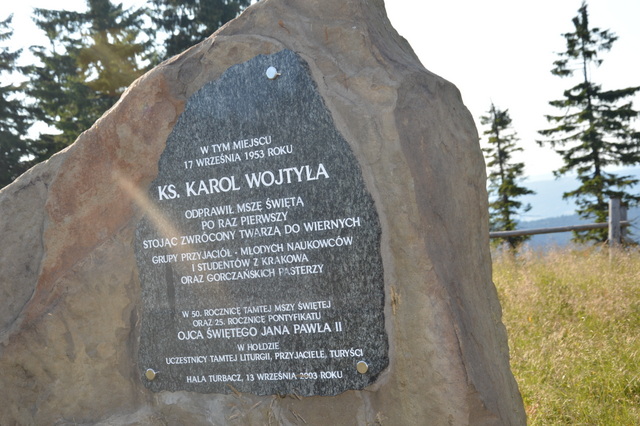 W TYM MIEJSCU
17 WRZEŚNIA 1953 ROKU
KS. KAROL WOJTYŁA
ODPRAWIŁ MSZĘ ŚWIĘTĄ
PO RAZ PIERWSZY
STOJĄC ZWRÓCONY TWARZĄ DO WIERNYCH
GRUPY PRZYJACIÓŁ - MŁODYCH NAUKOWCÓW
I STUDENTÓW Z KRAKOWA
ORAZ GORCZAŃSKICH PASTERZY
W 50. ROCZNICĘ TAMTEJ MSZY ŚWIĘTEJ
ORAZ 25. ROCZNICĘ PONTYFIKATU
OJCA ŚWIĘTEGO JANA PAWŁA II
W HOŁDZIE
UCZESTNICY TAMTEJ LITURGII, PRZYJACIELE, TURYŚCI
HALA TURBACZ, 13 WRZEŚNIA 2003 ROKU